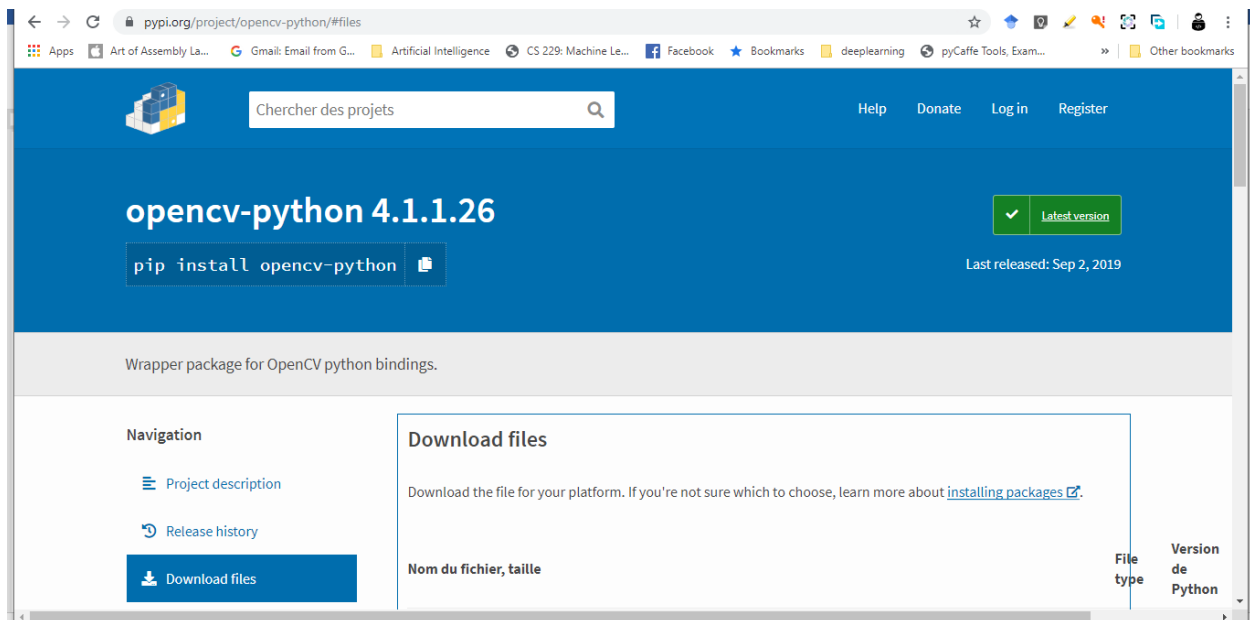 pypi.org/project/opencv-python/#files
Apps Art of Assembly La... Gmail: Email from G... Artificial Intelligence CS 229: Machine Le... Facebook Bookmarks deeplearning pyCaffe Tools, Exam... » Other bookmarks
Chercher des projets
Help Donate Log in Register
opencv-python 4.1.1.26
Latest version
pip install opencv-python
Last released: Sep 2, 2019
Wrapper package for OpenCV python bindings.
Navigation
Project description
Release history
Download files
Download files
Download the file for your platform. If you're not sure which to choose, learn more about installing packages.
Nom du fichier, taille
File
type
Version
de
Python